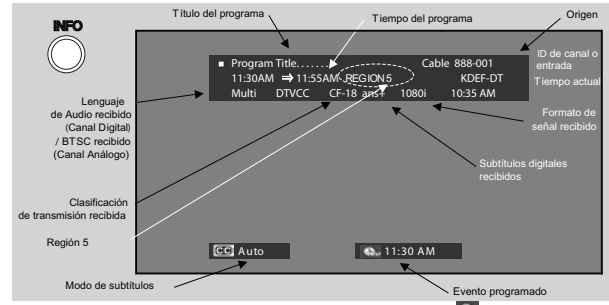 INFO
Título del programa
Tiempo del programa
Origen
Program Title.......
Cable 888-001
11:30AM ⇒ 11:55AM REGION 5
KDEF-DT
Multi DTVCC CF-18 ans+ 1080i 10:35 AM
ID de canal o
entrada
Tiempo actual
Formato de
señal recibido
Subtítulos digitales
recibidos
Lenguaje
de Audio recibido
(Canal Digital)
/ BTSC recibido
(Canal Análogo)
Clasificación
de transmisión recibida
Región 5
CC Auto
11:30 AM
Modo de subtítulos
Evento programado